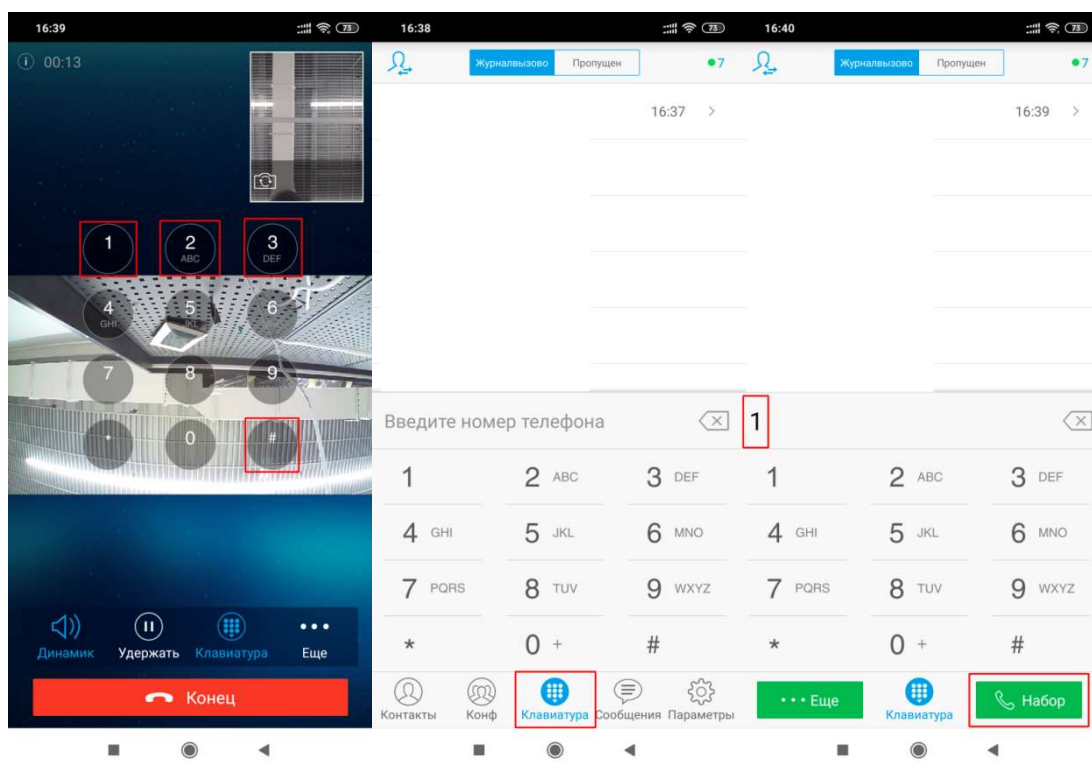 16:39
73
00:13
1
2
ABC
3
DEF
4
GHI
5
JKL
6
7
8
9
*
0
#
Динамик
Удержать
Клавиатура
Еще
Конец
16:38
73
Журналвызово
Пропущен
7
16:37
Введите номер телефона
1
2 ABC
3 DEF
4 GHI
5 JKL
6 MNO
7 PQRS
8 TUV
9 WXYZ
*
0 +
#
Контакты
Конф
Клавиатура
Сообщения
Параметры
16:40
73
Журналвызово
Пропущен
7
16:39
1
1
2 ABC
3 DEF
4 GHI
5 JKL
6 MNO
7 PQRS
8 TUV
9 WXYZ
*
0 +
#
Еще
Клавиатура
Набор